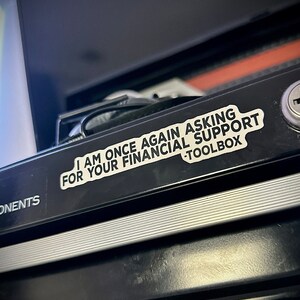 I AM ONCE AGAIN ASKING
FOR YOUR FINANCIAL SUPPORT
-TOOLBOX
ONENTS